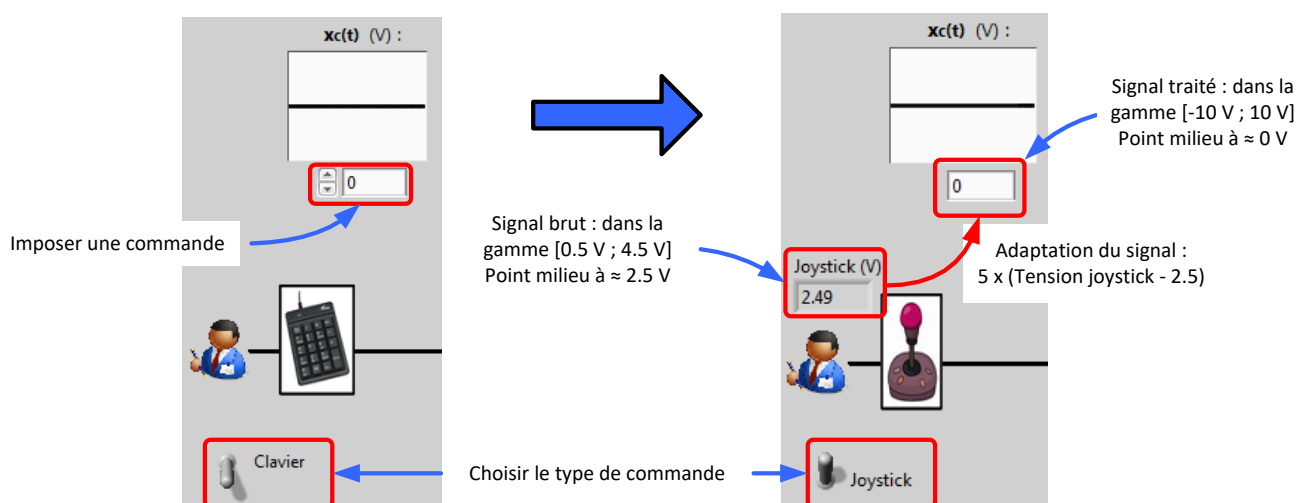 xc(t) (V) :
0
Imposer une commande
Clavier
Choisir le type de commande
xc(t) (V) :
Signal traité : dans la
gamme [-10 V ; 10 V]
Point milieu à ≈ 0 V
0
Signal brut : dans la
gamme [0.5 V ; 4.5 V]
Point milieu à ≈ 2.5 V
Adaptation du signal :
5 x (Tension joystick - 2.5)
Joystick (V)
2.49
Joystick